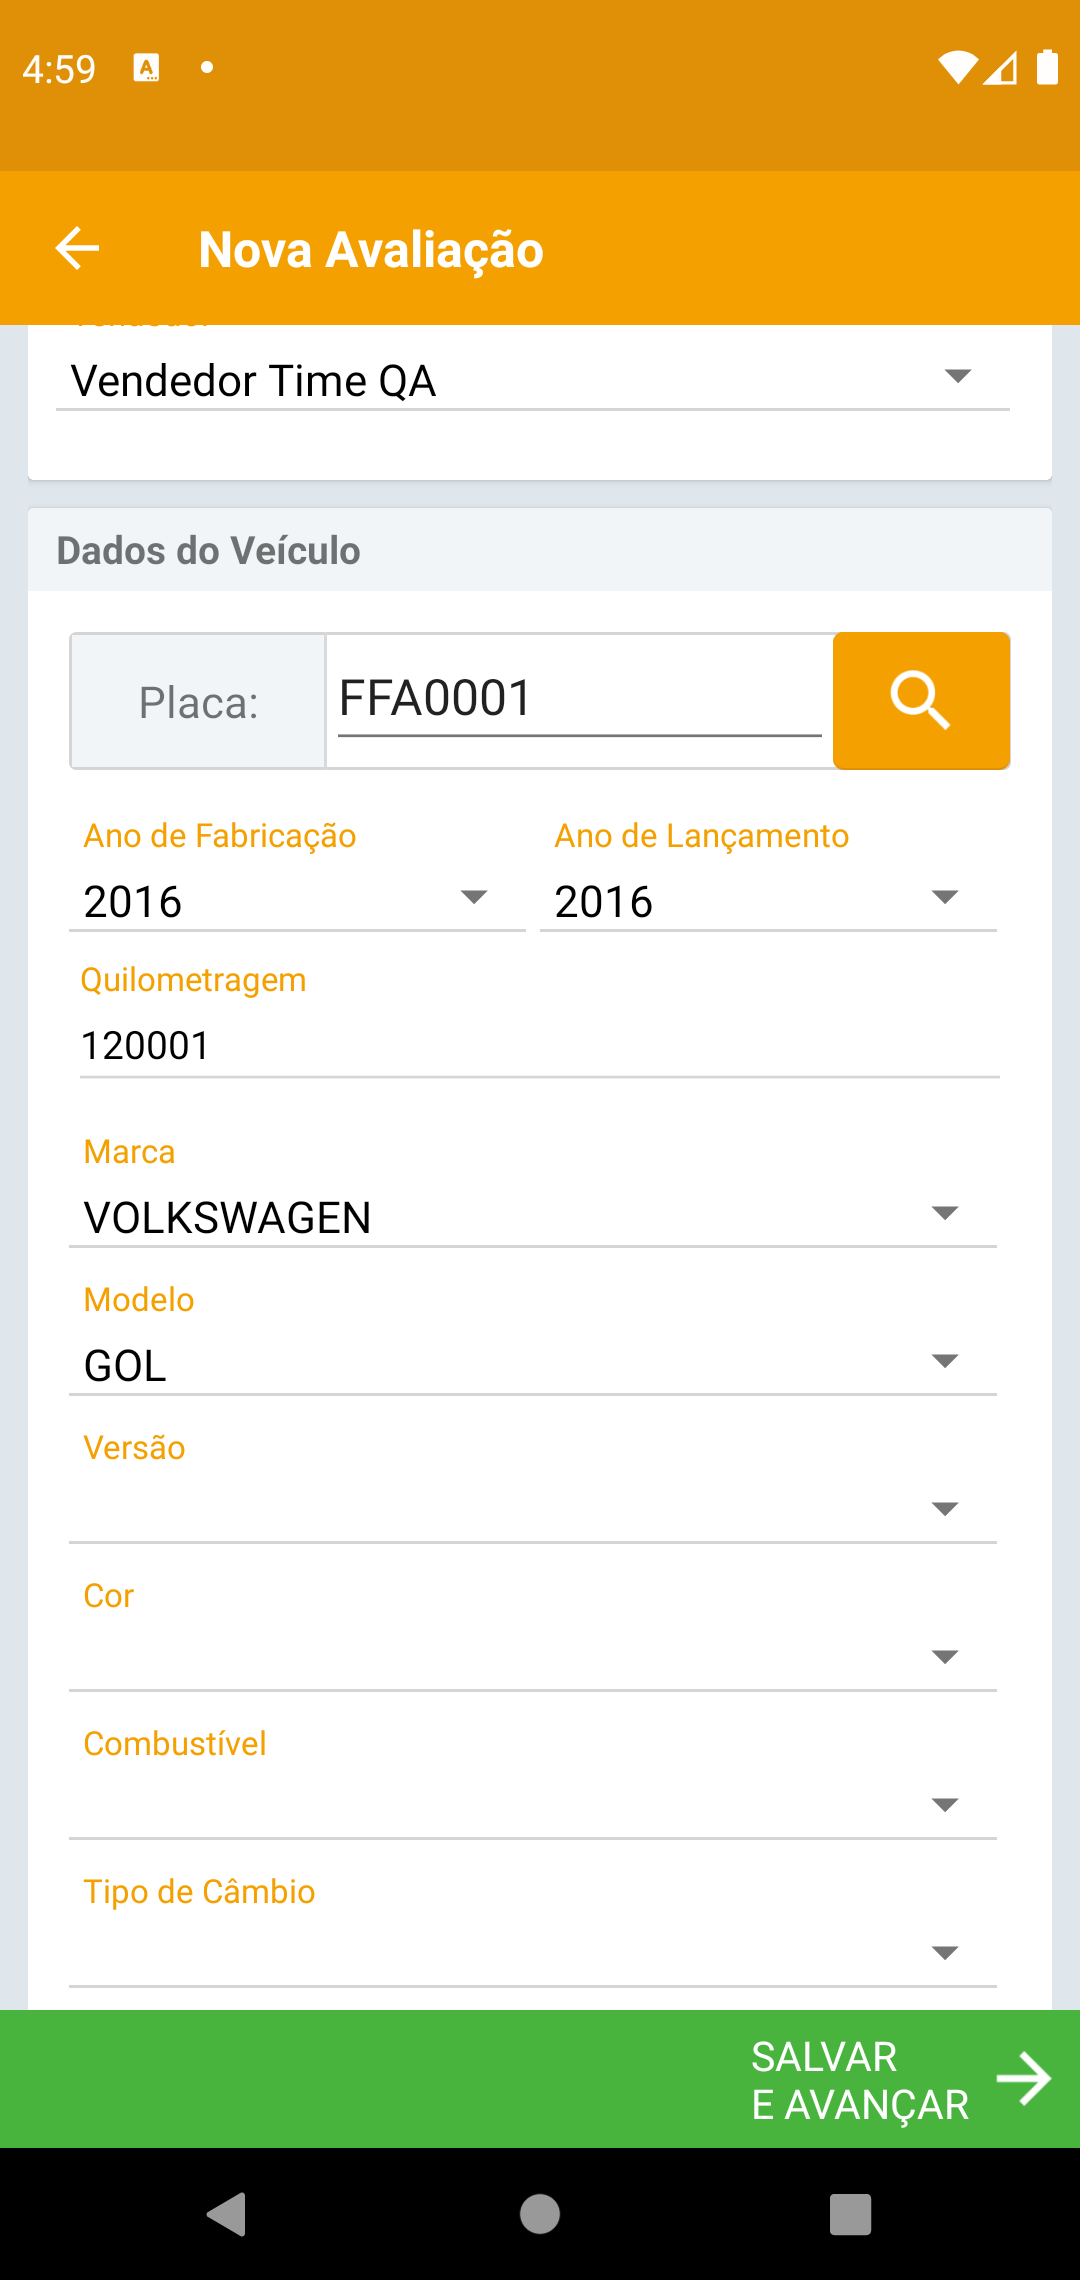 4:59
Nova Avaliação
Vendedor Time QA
Dados do Veículo
Placa:
FFA0001
Ano de Fabricação
Ano de Lançamento
2016
2016
Quilometragem
120001
Marca
VOLKSWAGEN
Modelo
GOL
Versão
Cor
Combustível
Tipo de Câmbio
SALVAR
E AVANÇAR